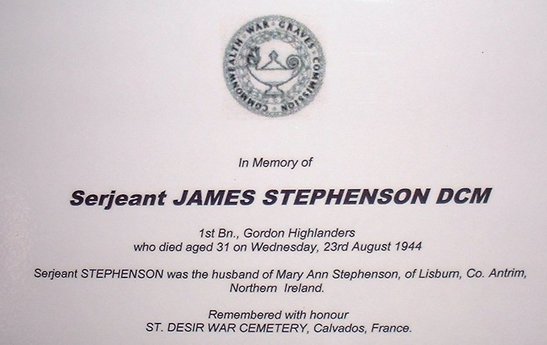 COMMONWEALTH · WAR · GRAVES · COMMISSION
In Memory of
Serjeant JAMES STEPHENSON DCM
1st Bn., Gordon Highlanders
who died aged 31 on Wednesday, 23rd August 1944
Serjeant STEPHENSON was the husband of Mary Ann Stephenson, of Lisburn, Co. Antrim,
Northern Ireland.
Remembered with honour
ST. DESIR WAR CEMETERY, Calvados, France.